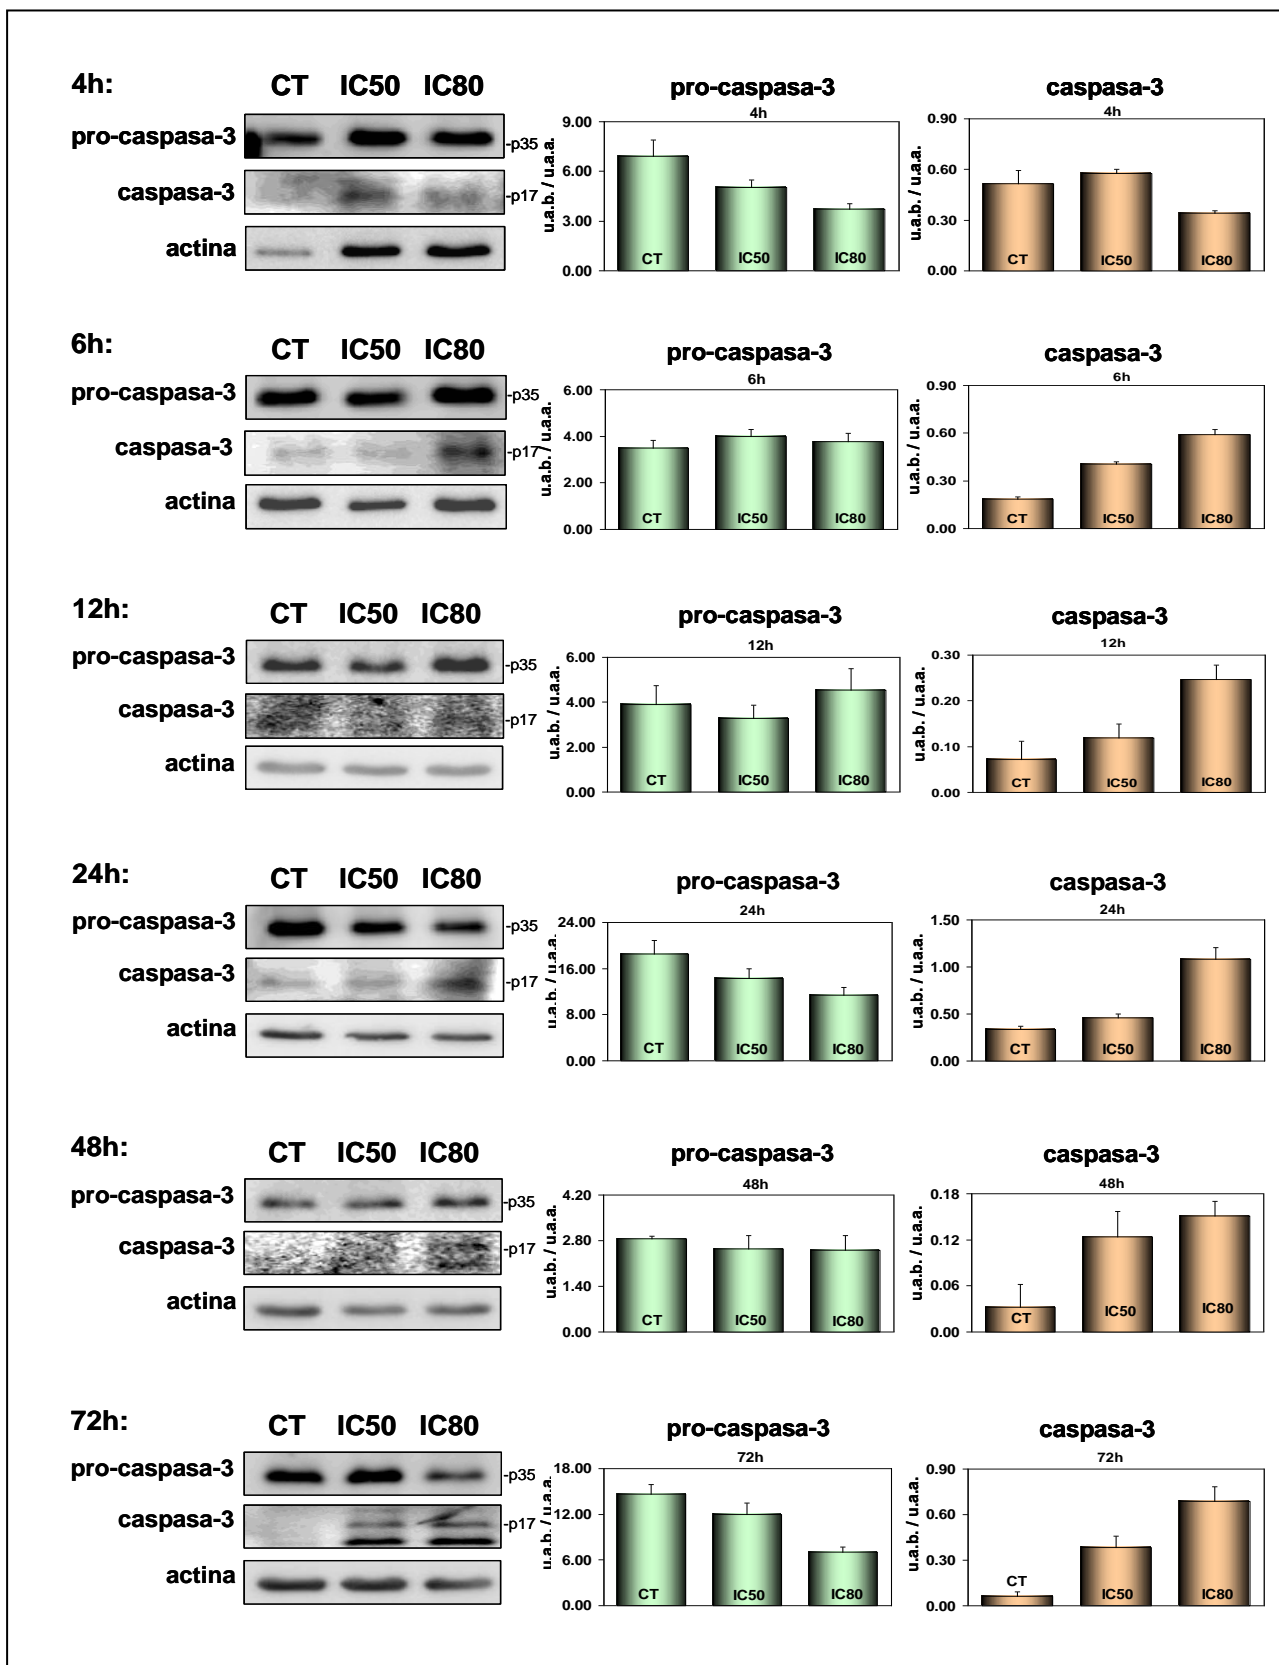 4h:
CT IC50 IC80
pro-caspasa-3
-p35
caspasa-3
-p17
actina
pro-caspasa-3
4h
u.a.b. / u.a.a.
9.00
6.00
3.00
0.00
CT
IC50
IC80
caspasa-3
4h
u.a.b. / u.a.a.
0.90
0.60
0.30
0.00
CT
IC50
IC80
6h:
CT IC50 IC80
pro-caspasa-3
-p35
caspasa-3
-p17
actina
pro-caspasa-3
6h
u.a.b. / u.a.a.
6.00
4.00
2.00
0.00
CT
IC50
IC80
caspasa-3
6h
u.a.b. / u.a.a.
0.90
0.60
0.30
0.00
CT
IC50
IC80
12h:
CT IC50 IC80
pro-caspasa-3
-p35
caspasa-3
-p17
actina
pro-caspasa-3
12h
u.a.b. / u.a.a.
6.00
4.00
2.00
0.00
CT
IC50
IC80
caspasa-3
12h
u.a.b. / u.a.a.
0.30
0.20
0.10
0.00
CT
IC50
IC80
24h:
CT IC50 IC80
pro-caspasa-3
-p35
caspasa-3
-p17
actina
pro-caspasa-3
24h
u.a.b. / u.a.a.
24.00
16.00
8.00
0.00
CT
IC50
IC80
caspasa-3
24h
u.a.b. / u.a.a.
1.50
1.00
0.50
0.00
CT
IC50
IC80
48h:
CT IC50 IC80
pro-caspasa-3
-p35
caspasa-3
-p17
actina
pro-caspasa-3
48h
u.a.b. / u.a.a.
4.20
2.80
1.40
0.00
CT
IC50
IC80
caspasa-3
48h
u.a.b. / u.a.a.
0.18
0.12
0.06
0.00
CT
IC50
IC80
72h:
CT IC50 IC80
pro-caspasa-3
-p35
caspasa-3
-p17
actina
pro-caspasa-3
72h
u.a.b. / u.a.a.
18.00
12.00
6.00
0.00
CT
IC50
IC80
caspasa-3
72h
u.a.b. / u.a.a.
0.90
0.60
0.30
0.00
CT
IC50
IC80